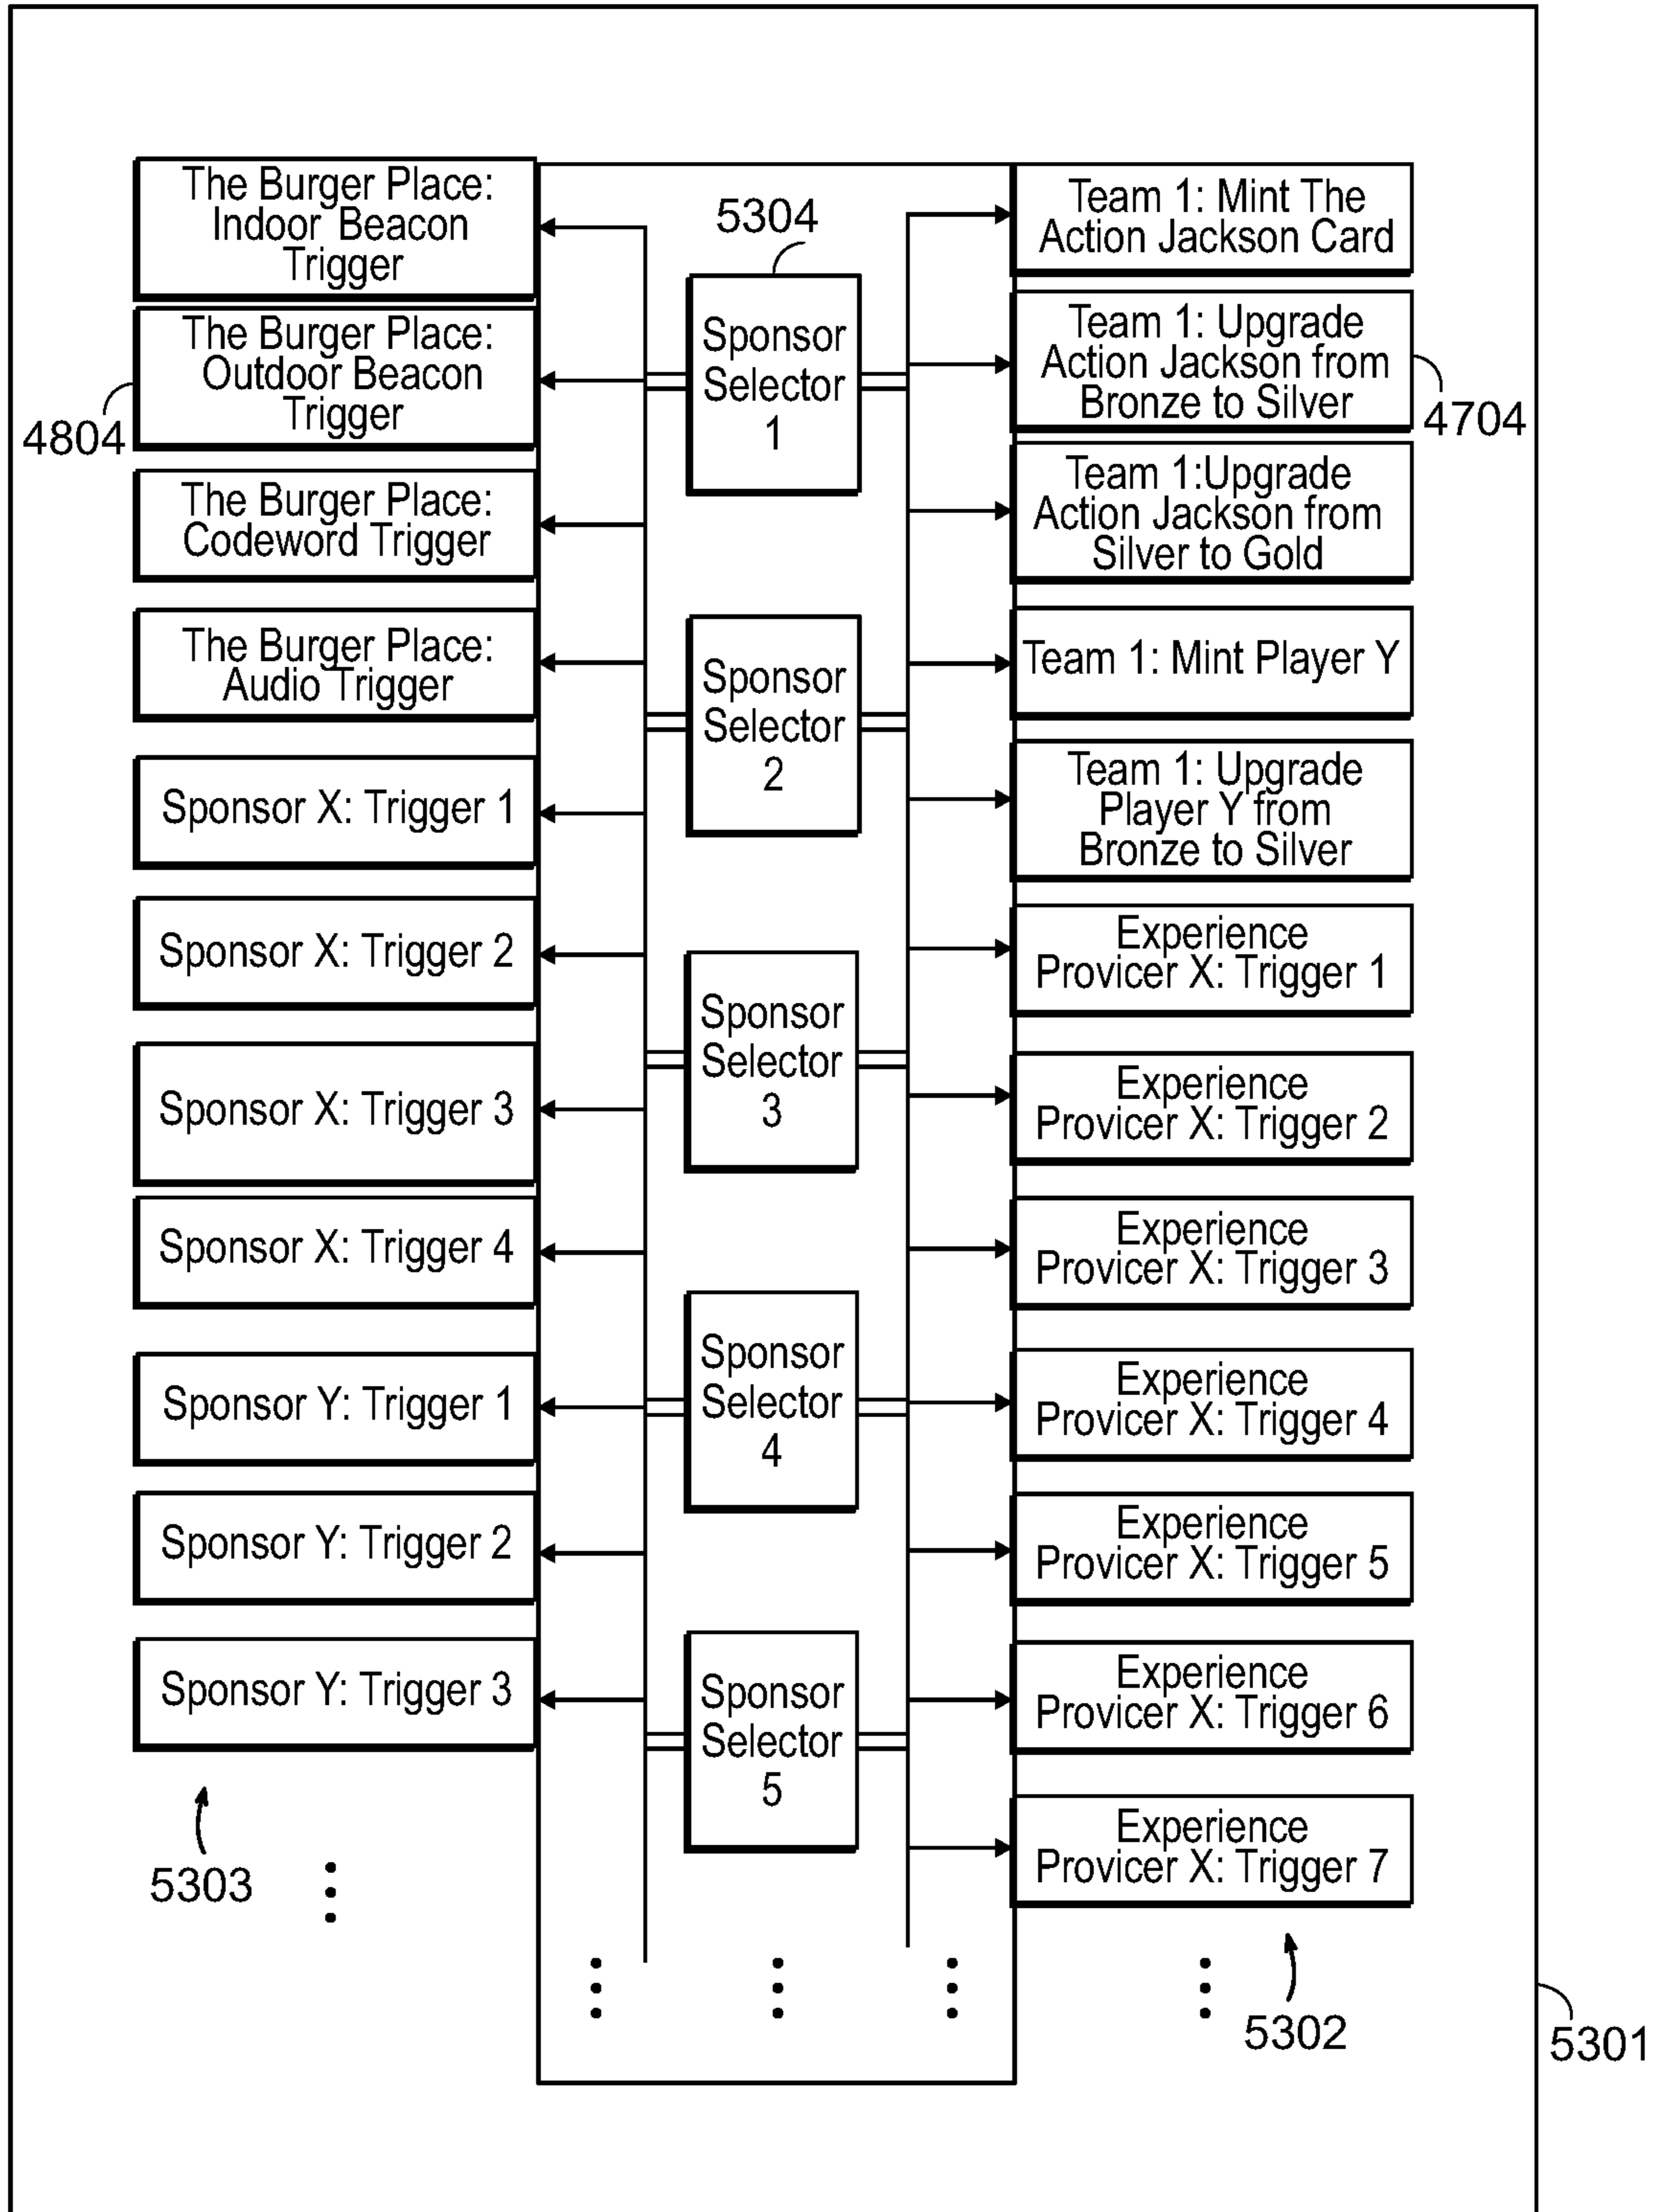 The Burger Place:
Indoor Beacon
Trigger
4804
The Burger Place:
Outdoor Beacon
Trigger
The Burger Place:
Codeword Trigger
The Burger Place:
Audio Trigger
Sponsor X: Trigger 1
Sponsor X: Trigger 2
Sponsor X: Trigger 3
Sponsor X: Trigger 4
Sponsor Y: Trigger 1
Sponsor Y: Trigger 2
Sponsor Y: Trigger 3
5303
5304
Sponsor
Selector
1
Sponsor
Selector
2
Sponsor
Selector
3
Sponsor
Selector
4
Sponsor
Selector
5
Team 1: Mint The
Action Jackson Card
Team 1: Upgrade
Action Jackson from
Bronze to Silver
4704
Team 1:Upgrade
Action Jackson from
Silver to Gold
Team 1: Mint Player Y
Team 1: Upgrade
Player Y from
Bronze to Silver
Experience
Provicer X: Trigger 1
Experience
Provicer X: Trigger 2
Experience
Provicer X: Trigger 3
Experience
Provicer X: Trigger 4
Experience
Provicer X: Trigger 5
Experience
Provicer X: Trigger 6
Experience
Provicer X: Trigger 7
5302
5301